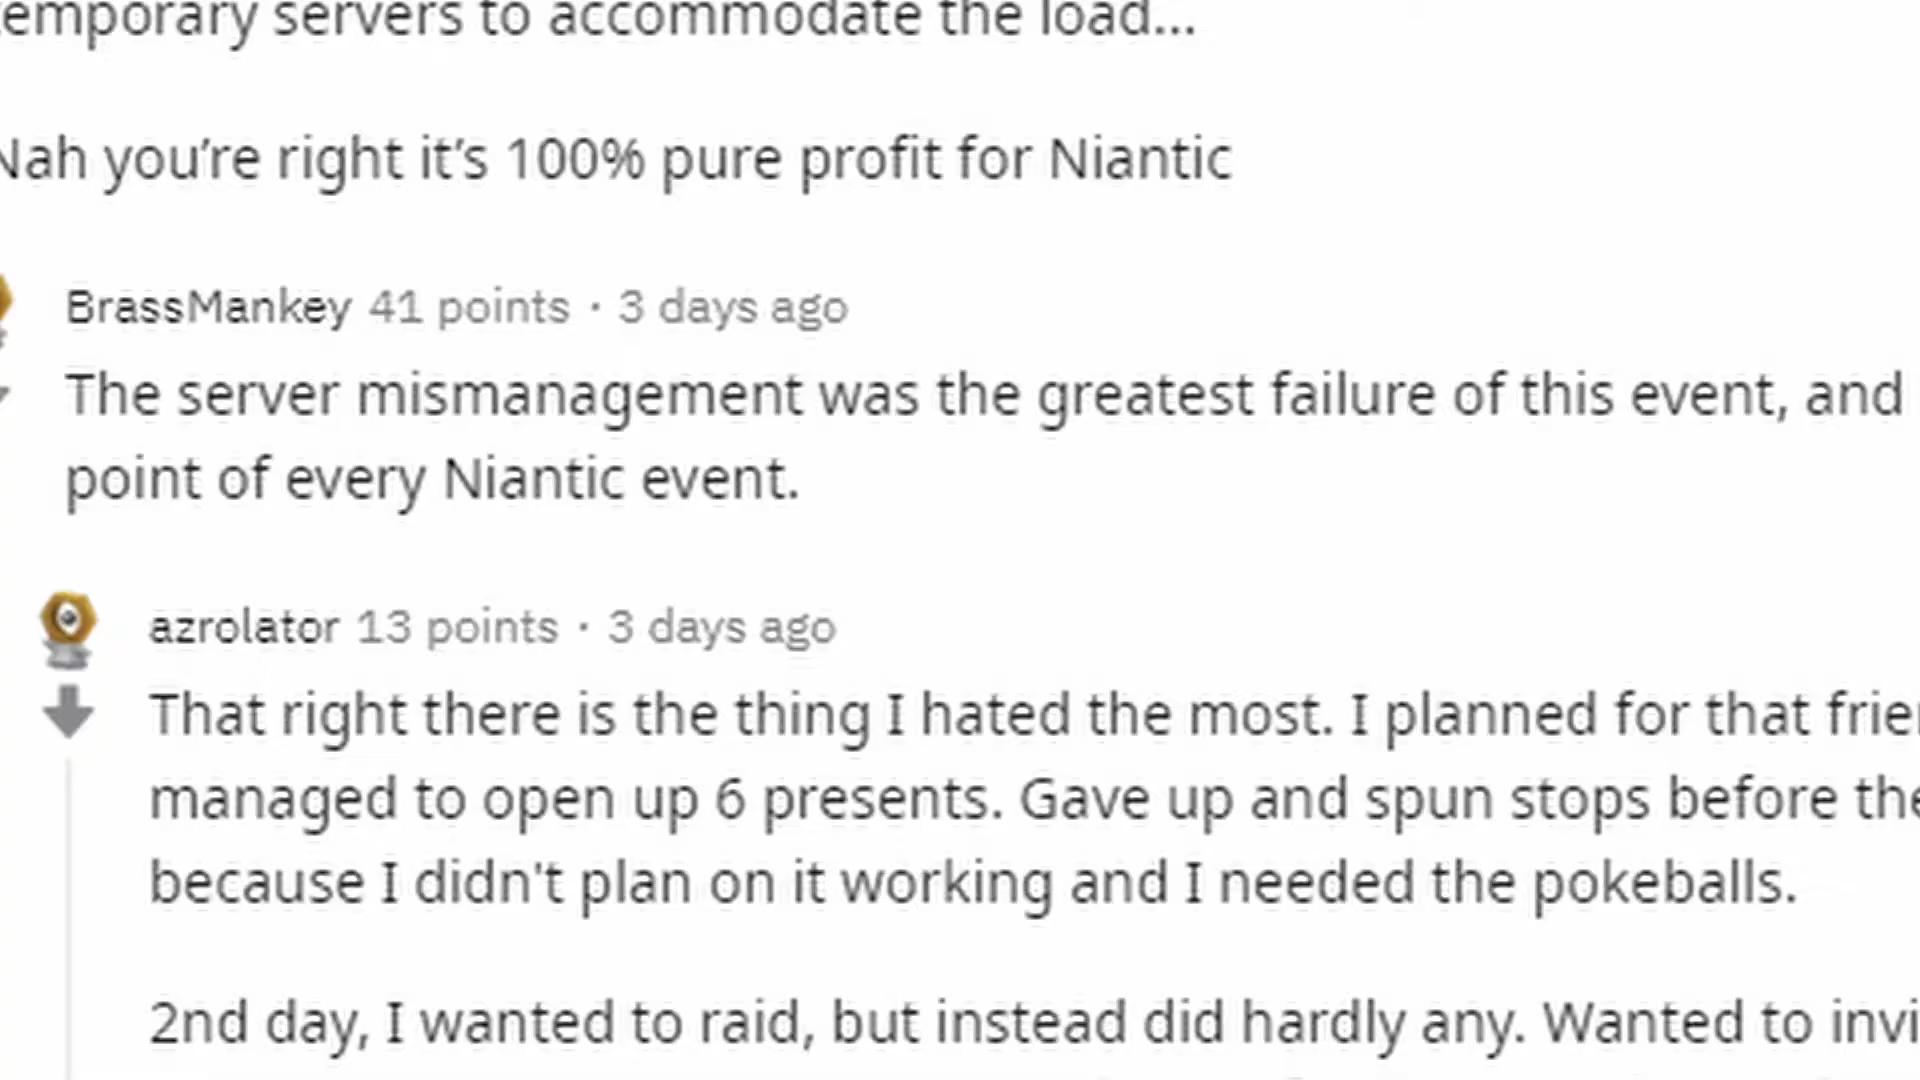 temporary servers to accommodate the load...
Nah you’re right it’s 100% pure profit for Niantic
BrassMankey 41 points · 3 days ago
The server mismanagement was the greatest failure of this event, and
point of every Niantic event.
azrolator 13 points · 3 days ago
That right there is the thing I hated the most. I planned for that
managed to open up 6 presents. Gave up and spun stops before
because I didn't plan on it working and I needed the pokeballs.
2nd day, I wanted to raid, but instead did hardly any. Wanted to